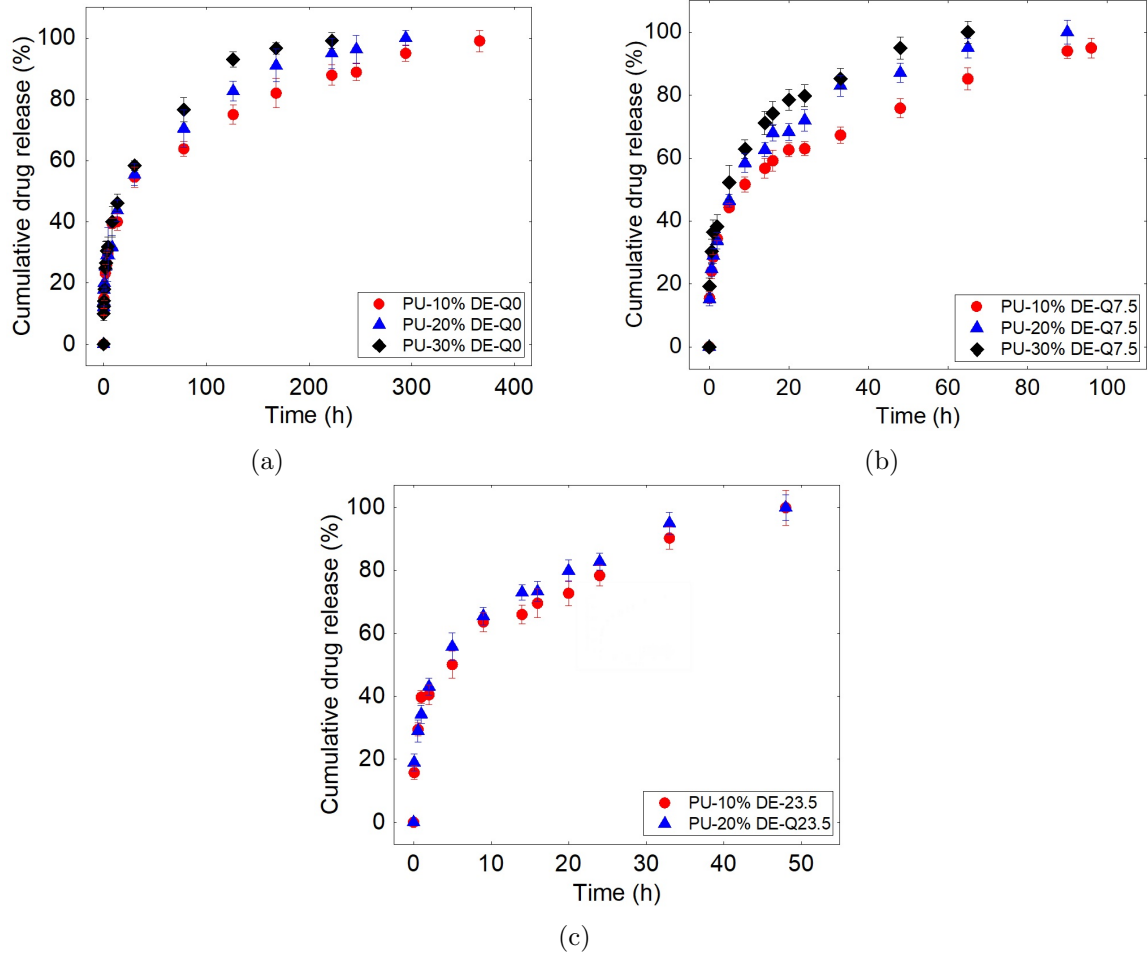 100
80
60
40
20
0
Cumulative drug release (%)
PU-10% DE-Q0
PU-20% DE-Q0
PU-30% DE-Q0
0 100 200 300 400
Time (h)
(a)
100
80
60
40
20
0
Cumulative drug release (%)
PU-10% DE-Q7.5
PU-20% DE-Q7.5
PU-30% DE-Q7.5
0 20 40 60 80 100
Time (h)
(b)
100
80
60
40
20
0
Cumulative drug release (%)
PU-10% DE-23.5
PU-20% DE-Q23.5
0 10 20 30 40 50
Time (h)
(c)